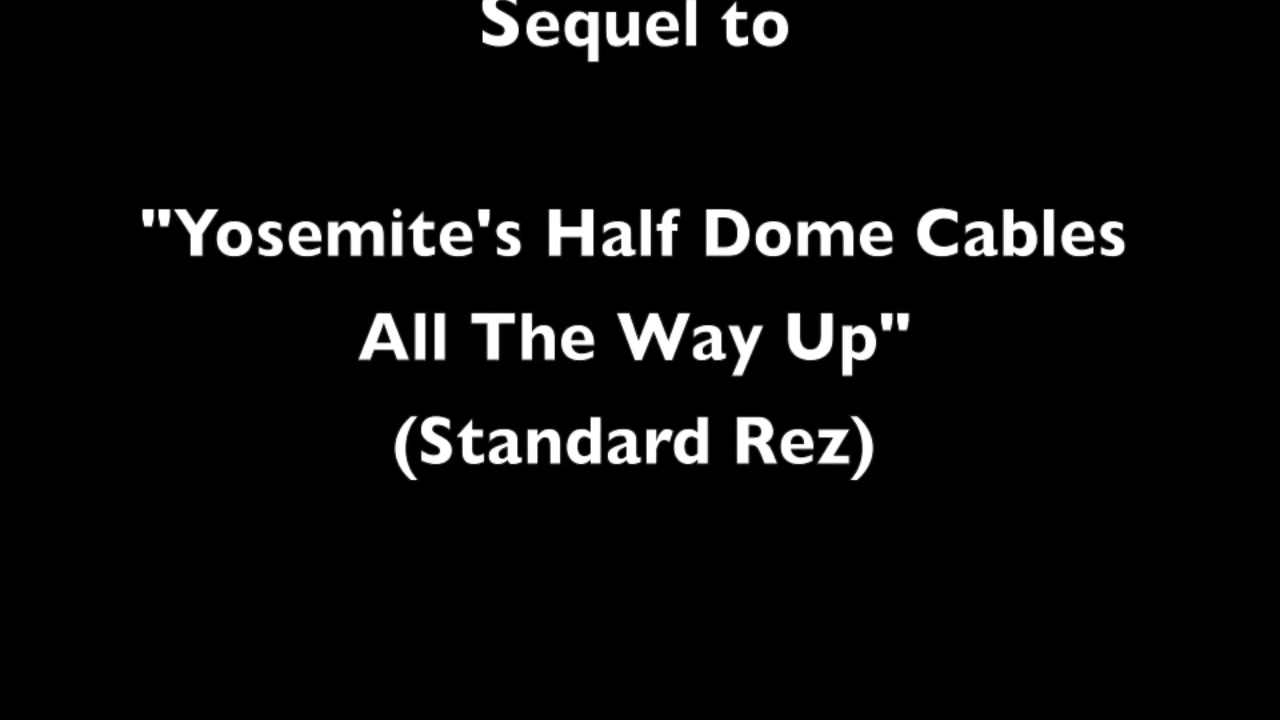 Sequel to
"Yosemite's Half Dome Cables
All The Way Up"
(Standard Rez)